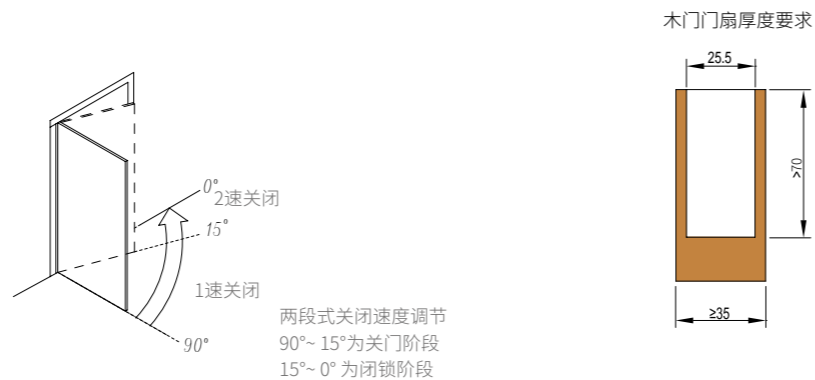 木门门扇厚度要求
25.5
>70
≥35
0°
2速关闭
15°
1速关闭
90°
两段式关闭速度调节
90°~ 15°为关门阶段
15°~ 0° 为闭锁阶段